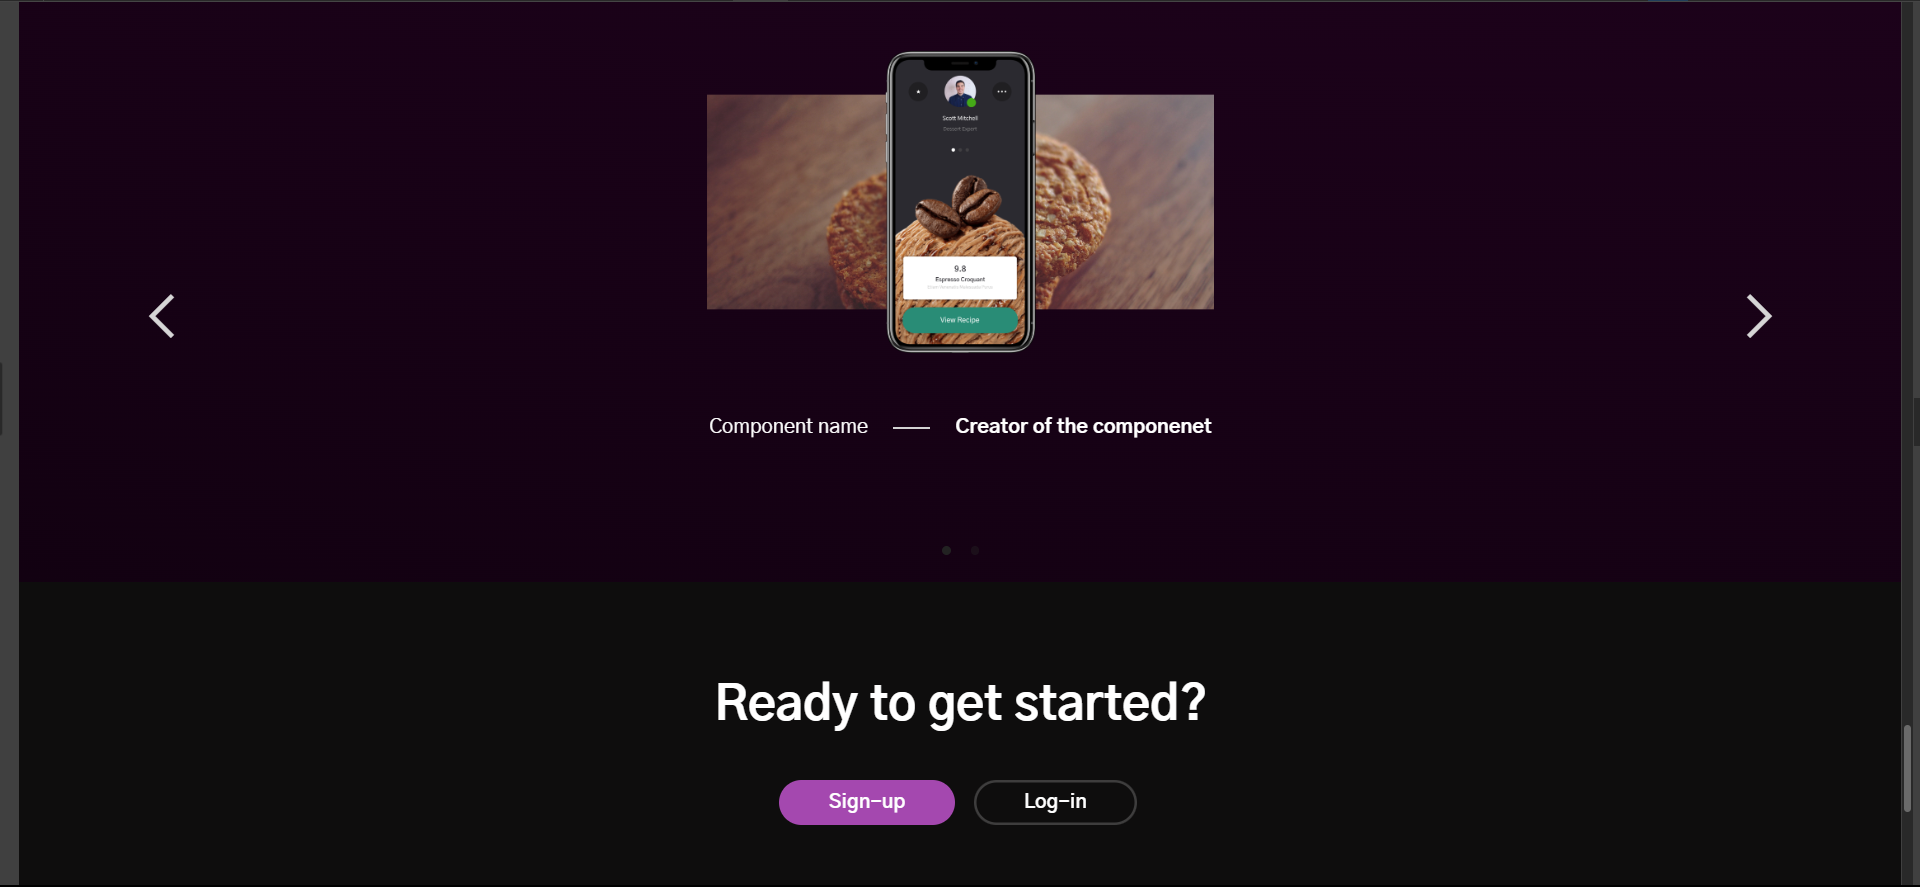 Scott Mitchell
Dessert Expert
9.8
Espresso Croquant
View Recipe
Component name — Creator of the componenet
Ready to get started?
Sign-up
Log-in